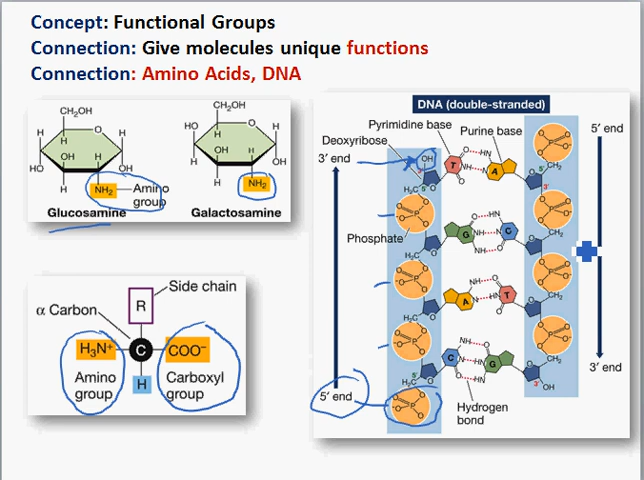 Concept: Functional Groups
Connection: Give molecules unique functions
Connection: Amino Acids, DNA
CH₂OH
H
O
H
H
OH
H
HO
OH
H
NH₂
Amino group
Glucosamine
CH₂OH
HO
O
H
H
OH
H
H
OH
H
NH₂
Galactosamine
Side chain
R
α Carbon
H₃N⁺
C
COO⁻
H
Amino group
Carboxyl group
DNA (double-stranded)
Pyrimidine base
Purine base
Deoxyribose
5′ end
3′ end
OH
T
A
Phosphate
G
C
A
T
C
G
5′ end
3′ end
Hydrogen bond